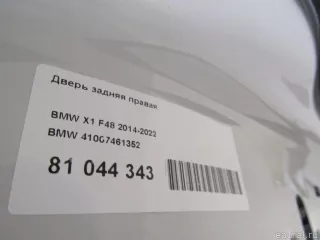 Дверь задняя правая
BMW X1 F48 2014-2022
BMW 41007461352
81 044 343